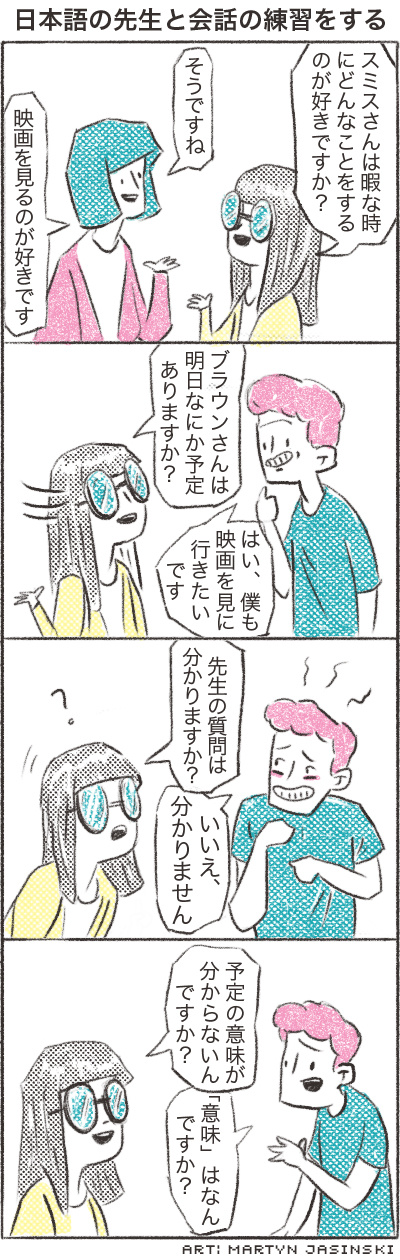 日本語の先生と会話の練習をする
スミスさんは暇な時
にどんなことをする
のが好きですか？
そうですね
映画を見るのが好きです
ブラウンさんは
明日なにか予定
ありますか？
はい、僕も
映画を見に
行きたい
です
先生の質問は
分かりますか？
いいえ、
分かりません
予定の意味が
分からないん
ですか？
「意味」はなん
ですか？
ART: MARTYN JASINSKI